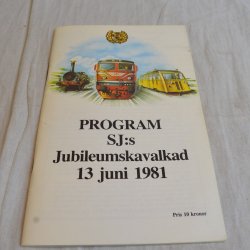 PROGRAM
SJ:s
Jubileumskavalkad
13 juni 1981
Pris 10 kronor